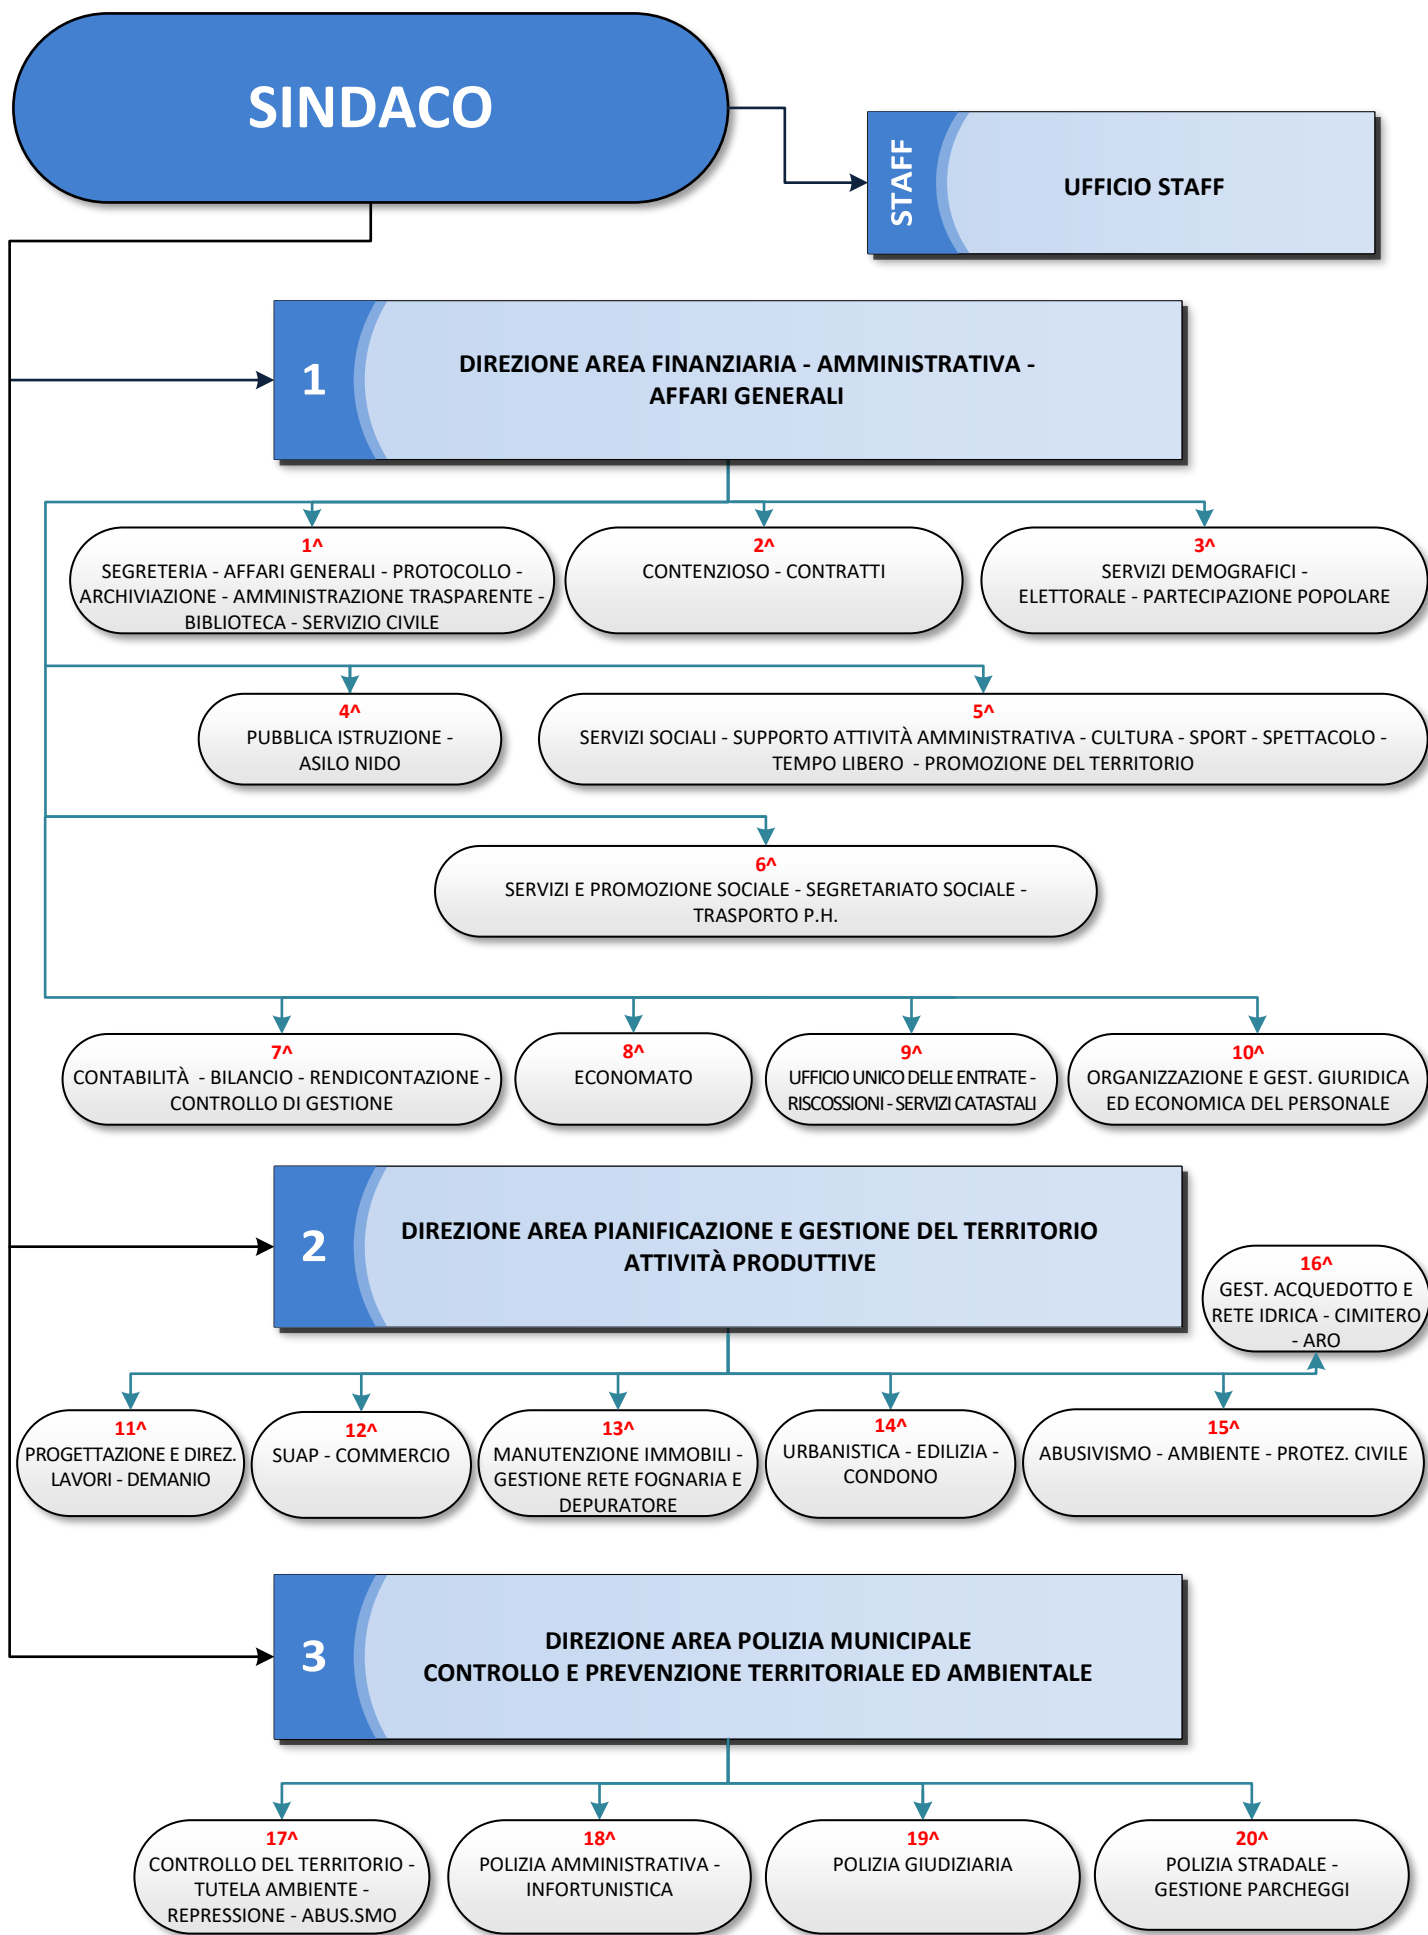 SINDACO
STAFF
UFFICIO STAFF
1
DIREZIONE AREA FINANZIARIA - AMMINISTRATIVA -
AFFARI GENERALI
1^
SEGRETERIA - AFFARI GENERALI - PROTOCOLLO -
ARCHIVIAZIONE - AMMINISTRAZIONE TRASPARENTE -
BIBLIOTECA - SERVIZIO CIVILE
2^
CONTENZIOSO - CONTRATTI
3^
SERVIZI DEMOGRAFICI -
ELETTORALE - PARTECIPAZIONE POPOLARE
4^
PUBBLICA ISTRUZIONE -
ASILO NIDO
5^
SERVIZI SOCIALI - SUPPORTO ATTIVITÀ AMMINISTRATIVA - CULTURA - SPORT - SPETTACOLO -
TEMPO LIBERO - PROMOZIONE DEL TERRITORIO
6^
SERVIZI E PROMOZIONE SOCIALE - SEGRETARIATO SOCIALE -
TRASPORTO P.H.
7^
CONTABILITÀ - BILANCIO - RENDICONTAZIONE -
CONTROLLO DI GESTIONE
8^
ECONOMATO
9^
UFFICIO UNICO DELLE ENTRATE -
RISCOSSIONI - SERVIZI CATASTALI
10^
ORGANIZZAZIONE E GEST. GIURIDICA
ED ECONOMICA DEL PERSONALE
2
DIREZIONE AREA PIANIFICAZIONE E GESTIONE DEL TERRITORIO
ATTIVITÀ PRODUTTIVE
16^
GEST. ACQUEDOTTO E
RETE IDRICA - CIMITERO
- ARO
11^
PROGETTAZIONE E DIREZ.
LAVORI - DEMANIO
12^
SUAP - COMMERCIO
13^
MANUTENZIONE IMMOBILI -
GESTIONE RETE FOGNARIA E
DEPURATORE
14^
URBANISTICA - EDILIZIA -
CONDONO
15^
ABUSIVISMO - AMBIENTE - PROTEZ. CIVILE
3
DIREZIONE AREA POLIZIA MUNICIPALE
CONTROLLO E PREVENZIONE TERRITORIALE ED AMBIENTALE
17^
CONTROLLO DEL TERRITORIO -
TUTELA AMBIENTE -
REPRESSIONE - ABUS.SMO
18^
POLIZIA AMMINISTRATIVA -
INFORTUNISTICA
19^
POLIZIA GIUDIZIARIA
20^
POLIZIA STRADALE -
GESTIONE PARCHEGGI